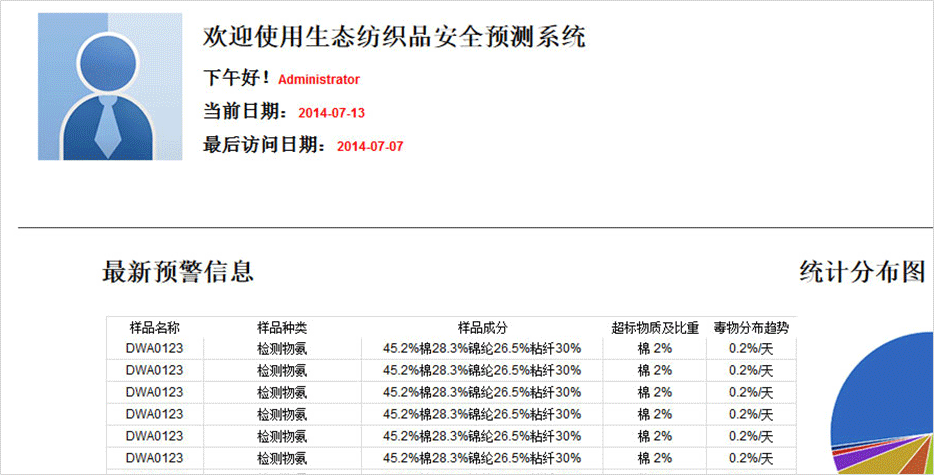 欢迎使用生态纺织品安全预测系统
下午好！Administrator
当前日期： 2014-07-13
最后访问日期： 2014-07-07
最新预警信息 统计分布图
样品名称 样品种类 样品成分 超标物质及比重 毒物分布趋势
DWA0123 检测物氨 45.2%棉28.3%锦纶26.5%粘纤30% 棉 2% 0.2%/天
DWA0123 检测物氨 45.2%棉28.3%锦纶26.5%粘纤30% 棉 2% 0.2%/天
DWA0123 检测物氨 45.2%棉28.3%锦纶26.5%粘纤30% 棉 2% 0.2%/天
DWA0123 检测物氨 45.2%棉28.3%锦纶26.5%粘纤30% 棉 2% 0.2%/天
DWA0123 检测物氨 45.2%棉28.3%锦纶26.5%粘纤30% 棉 2% 0.2%/天
DWA0123 检测物氨 45.2%棉28.3%锦纶26.5%粘纤30% 棉 2% 0.2%/天